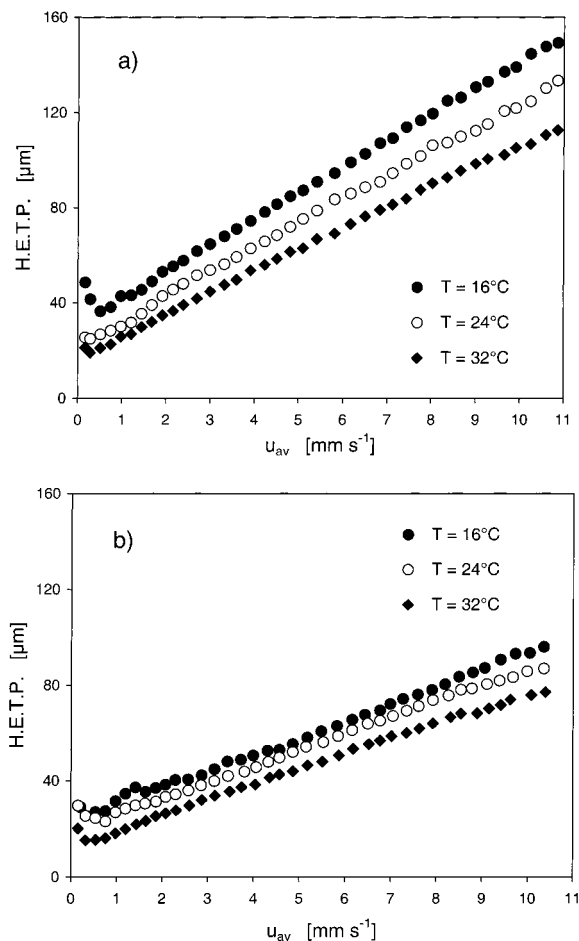 160
a)
120
H.E.T.P. [µm]
80
40
0
T = 16°C
T = 24°C
T = 32°C
0 1 2 3 4 5 6 7 8 9 10 11
u_av [mm s⁻¹]
160
b)
T = 16°C
T = 24°C
T = 32°C
120
H.E.T.P. [µm]
80
40
0
0 1 2 3 4 5 6 7 8 9 10 11
u_av [mm s⁻¹]